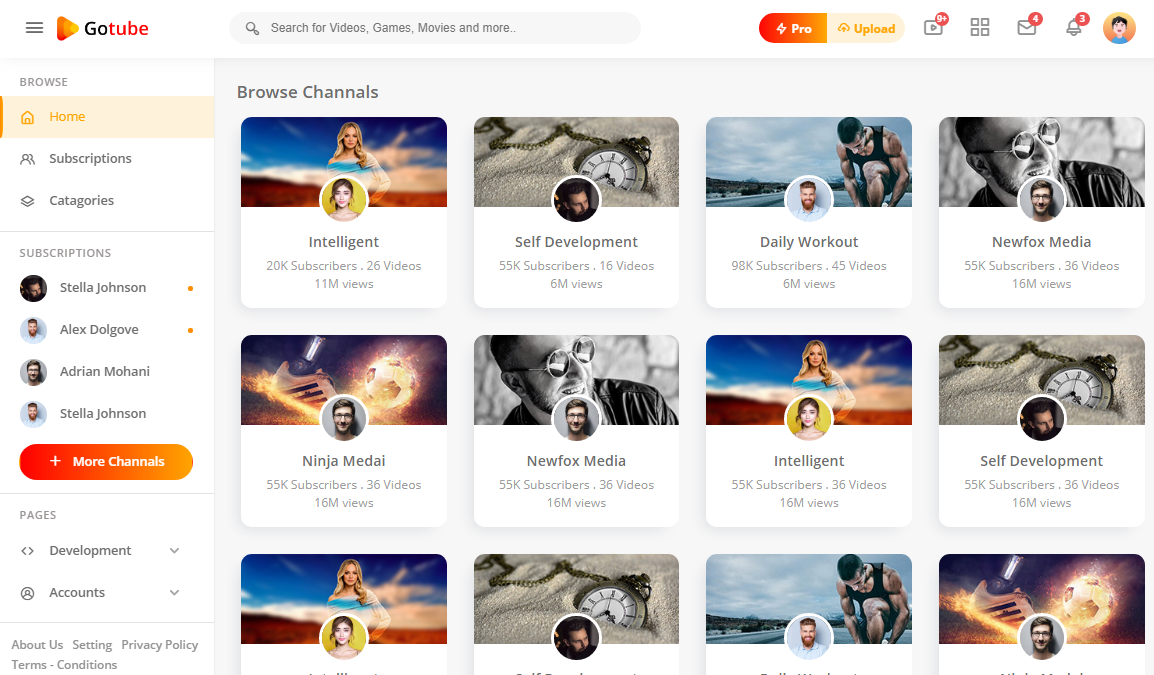 Gotube
Search for Videos, Games, Movies and more..
Pro
Upload
9+
4
3
BROWSE
Home
Subscriptions
Catagories
SUBSCRIPTIONS
Stella Johnson
Alex Dolgove
Adrian Mohani
Stella Johnson
More Channals
PAGES
Development
Accounts
About Us Setting Privacy Policy
Terms - Conditions
Browse Channals
Intelligent
20K Subscribers . 26 Videos
11M views
Self Development
55K Subscribers . 16 Videos
6M views
Daily Workout
98K Subscribers . 45 Videos
6M views
Newfox Media
55K Subscribers . 36 Videos
16M views
Ninja Medai
55K Subscribers . 36 Videos
16M views
Newfox Media
55K Subscribers . 36 Videos
16M views
Intelligent
55K Subscribers . 36 Videos
16M views
Self Development
55K Subscribers . 36 Videos
16M views